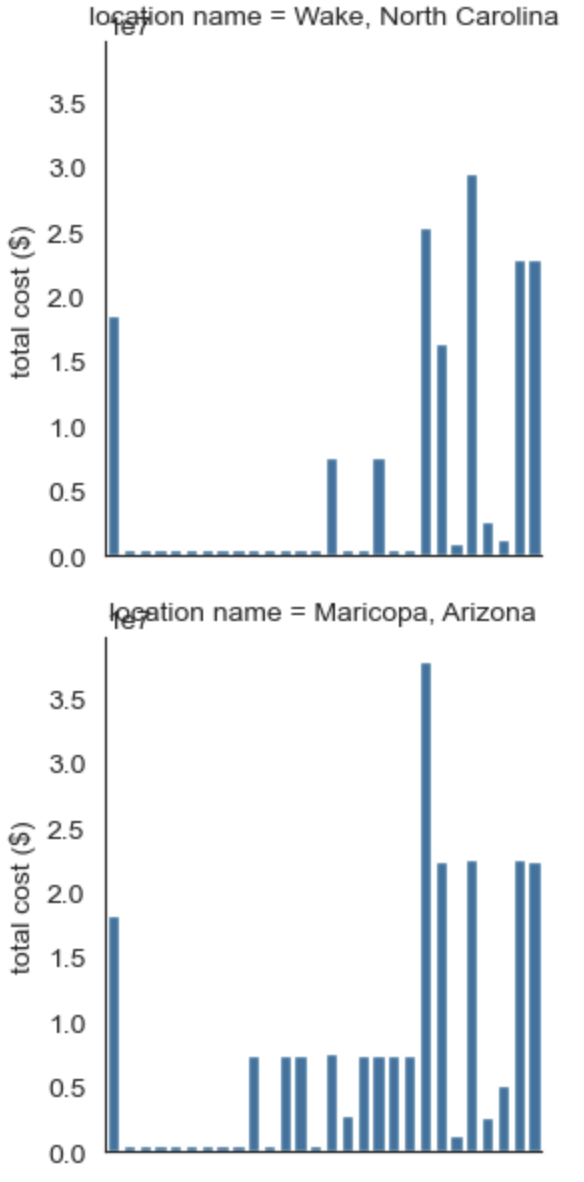 location name = Wake, North Carolina
1e7
3.5
3.0
2.5
2.0
1.5
1.0
0.5
0.0
total cost ($)
location name = Maricopa, Arizona
1e7
3.5
3.0
2.5
2.0
1.5
1.0
0.5
0.0
total cost ($)